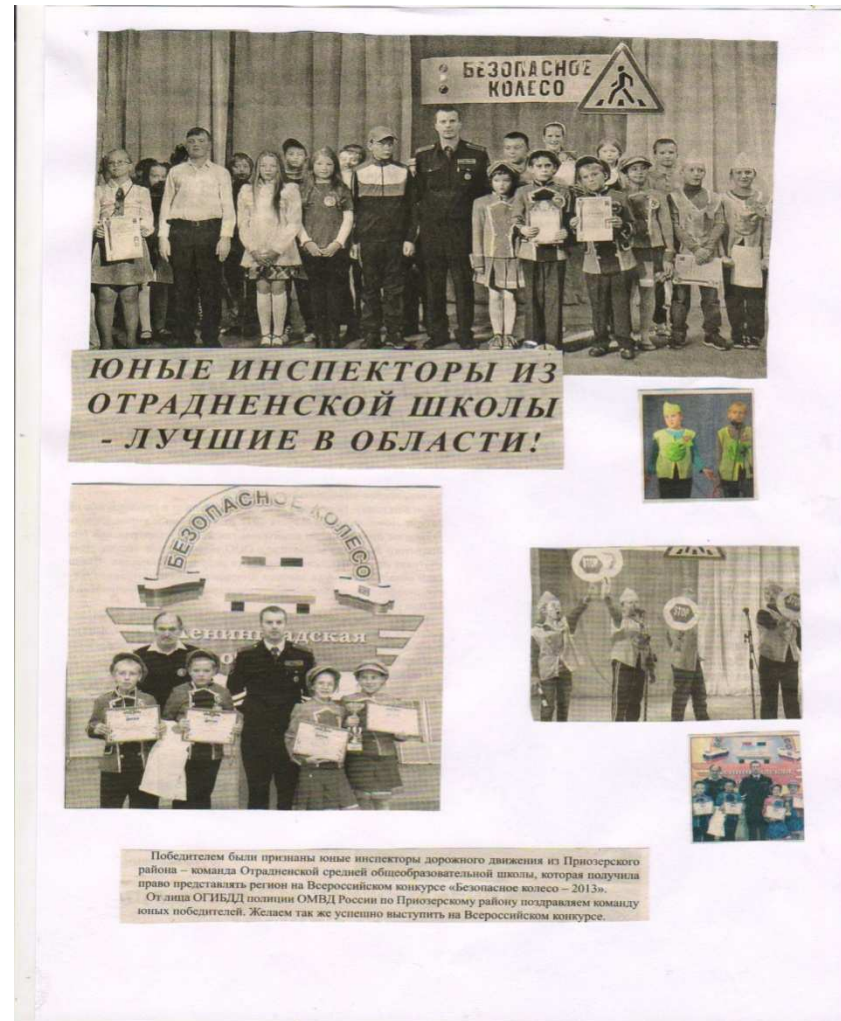 БЕЗОПАСНОЕ
КОЛЕСО
ЮНЫЕ ИНСПЕКТОРЫ ИЗ
ОТРАДНЕНСКОЙ ШКОЛЫ
- ЛУЧШИЕ В ОБЛАСТИ!
БЕЗОПАСНОЕ КОЛЕСО
Ленинградская
STOP
Победителем были признаны юные инспекторы дорожного движения из Приозерского
района – команда Отрадненской средней общеобразовательной школы, которая получила
право представлять регион на Всероссийском конкурсе «Безопасное колесо – 2013».
От лица ОГИБДД полиции ОМВД России по Приозерскому району поздравляем команду
юных победителей. Желаем так же успешно выступить на Всероссийском конкурсе.